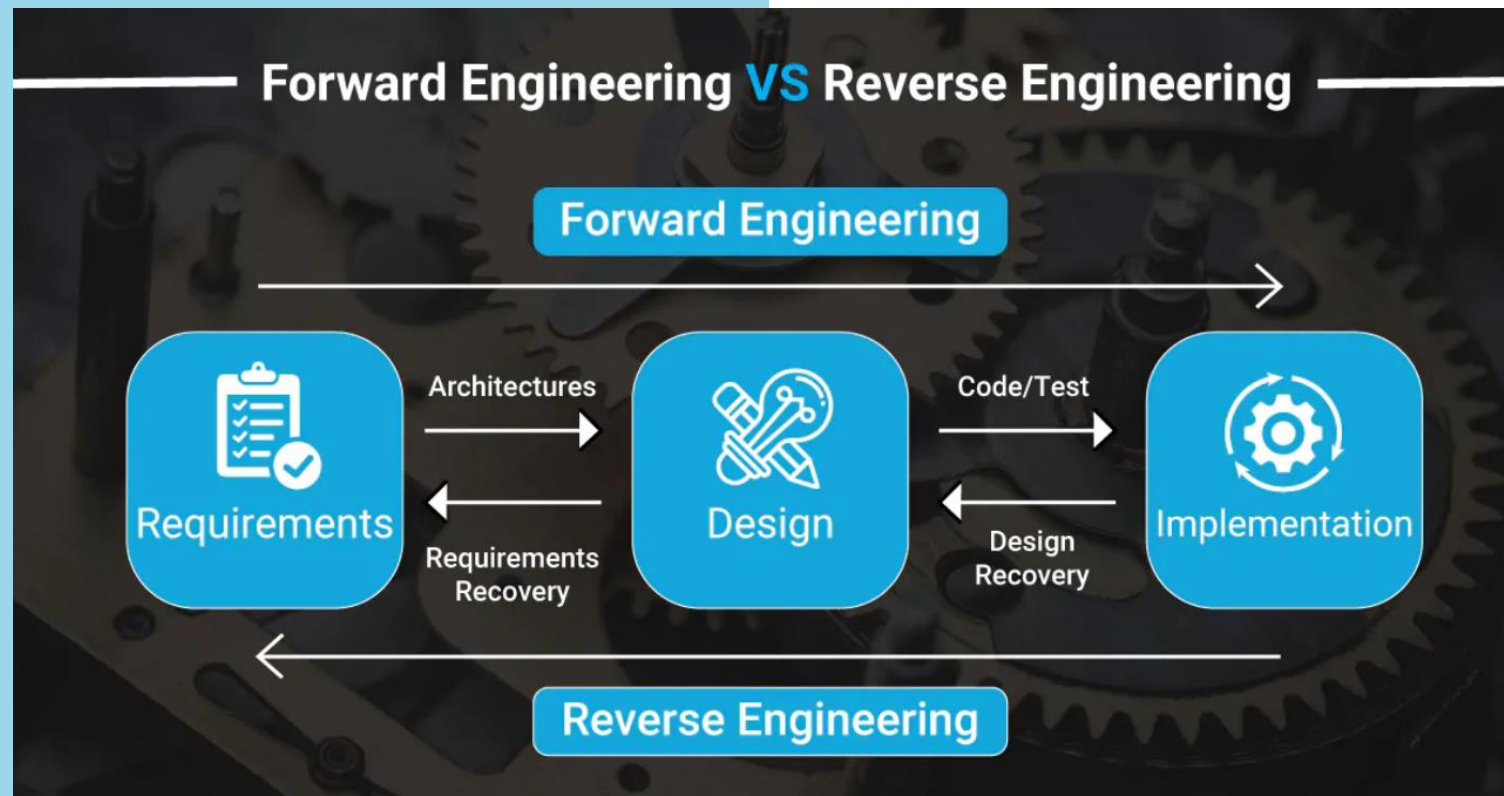 Forward Engineering VS Reverse Engineering
Forward Engineering
Architectures
Code/Test
Requirements
Design
Implementation
Requirements
Recovery
Design
Recovery
Reverse Engineering